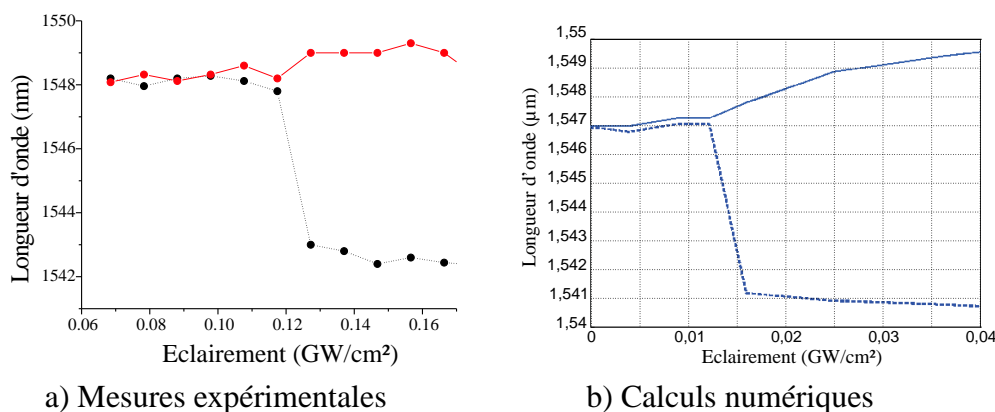 1550
1548
1546
1544
1542
Longueur d'onde (nm)
0.06 0.08 0.10 0.12 0.14 0.16
Eclairement (GW/cm²)
a) Mesures expérimentales
1,55
1,549
1,548
1,547
1,546
1,545
1,544
1,543
1,542
1,541
1,54
Longueur d'onde (µm)
0 0,01 0,02 0,03 0,04
Eclairement (GW/cm²)
b) Calculs numériques